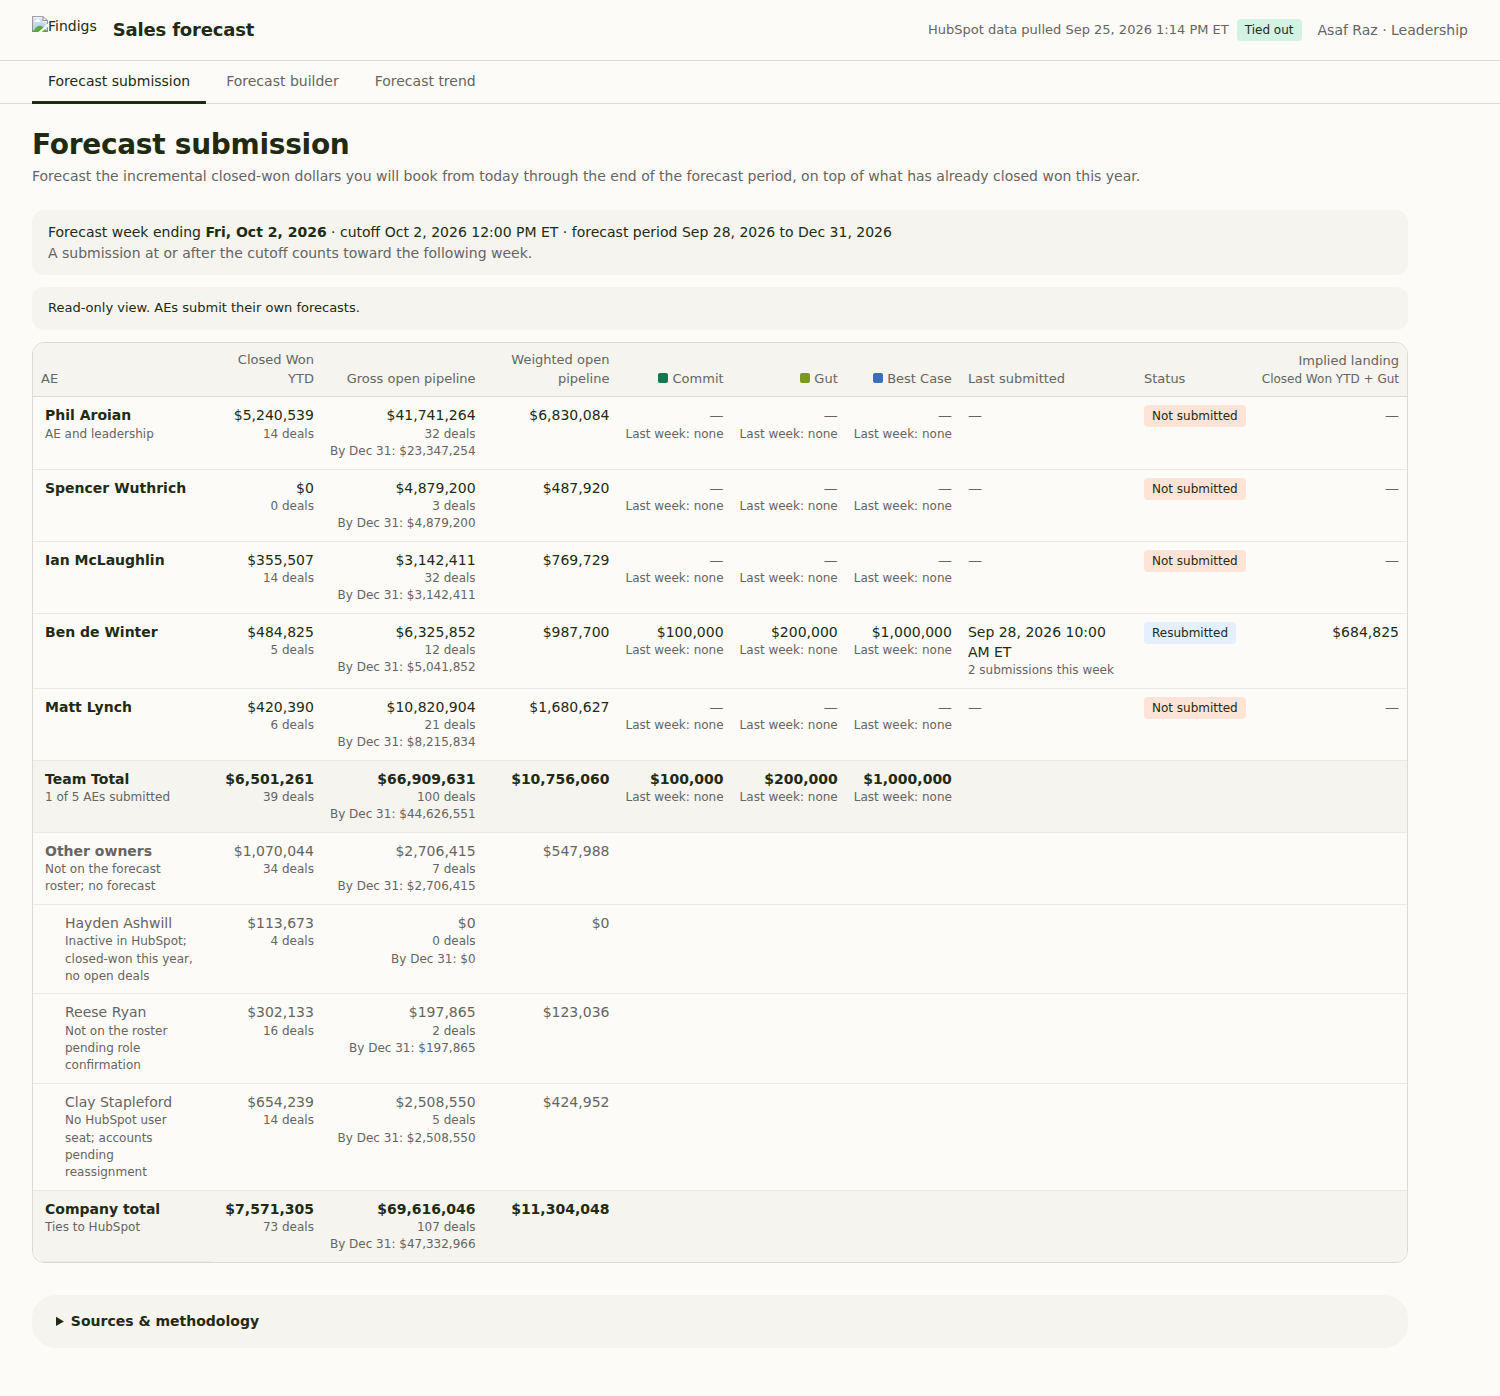 Findigs Sales forecast HubSpot data pulled Sep 25, 2026 1:14 PM ET Tied out Asaf Raz · Leadership
Forecast submission Forecast builder Forecast trend
Forecast submission
Forecast the incremental closed-won dollars you will book from today through the end of the forecast period, on top of what has already closed won this year.
Forecast week ending Fri, Oct 2, 2026 · cutoff Oct 2, 2026 12:00 PM ET · forecast period Sep 28, 2026 to Dec 31, 2026
A submission at or after the cutoff counts toward the following week.
Read-only view. AEs submit their own forecasts.
AE Closed Won YTD Gross open pipeline Weighted open pipeline Commit Gut Best Case Last submitted Status Implied landing Closed Won YTD + Gut
Phil Aroian $5,240,539 $41,741,264 $6,830,084 — — — — Not submitted —
AE and leadership 14 deals 32 deals Last week: none Last week: none Last week: none
By Dec 31: $23,347,254
Spencer Wuthrich $0 $4,879,200 $487,920 — — — — Not submitted —
0 deals 3 deals Last week: none Last week: none Last week: none
By Dec 31: $4,879,200
Ian McLaughlin $355,507 $3,142,411 $769,729 — — — — Not submitted —
14 deals 32 deals Last week: none Last week: none Last week: none
By Dec 31: $3,142,411
Ben de Winter $484,825 $6,325,852 $987,700 $100,000 $200,000 $1,000,000 Sep 28, 2026 10:00 AM ET Resubmitted $684,825
5 deals 12 deals Last week: none Last week: none Last week: none 2 submissions this week
By Dec 31: $5,041,852
Matt Lynch $420,390 $10,820,904 $1,680,627 — — — — Not submitted —
6 deals 21 deals Last week: none Last week: none Last week: none
By Dec 31: $8,215,834
Team Total $6,501,261 $66,909,631 $10,756,060 $100,000 $200,000 $1,000,000
1 of 5 AEs submitted 39 deals 100 deals Last week: none Last week: none Last week: none
By Dec 31: $44,626,551
Other owners $1,070,044 $2,706,415 $547,988
Not on the forecast 34 deals 7 deals
roster; no forecast By Dec 31: $2,706,415
Hayden Ashwill $113,673 $0 $0
Inactive in HubSpot; 4 deals 0 deals
closed-won this year, By Dec 31: $0
no open deals
Reese Ryan $302,133 $197,865 $123,036
Not on the roster 16 deals 2 deals
pending role By Dec 31: $197,865
confirmation
Clay Stapleford $654,239 $2,508,550 $424,952
No HubSpot user 14 deals 5 deals
seat; accounts By Dec 31: $2,508,550
pending
reassignment
Company total $7,571,305 $69,616,046 $11,304,048
Ties to HubSpot 73 deals 107 deals
By Dec 31: $47,332,966
Sources & methodology